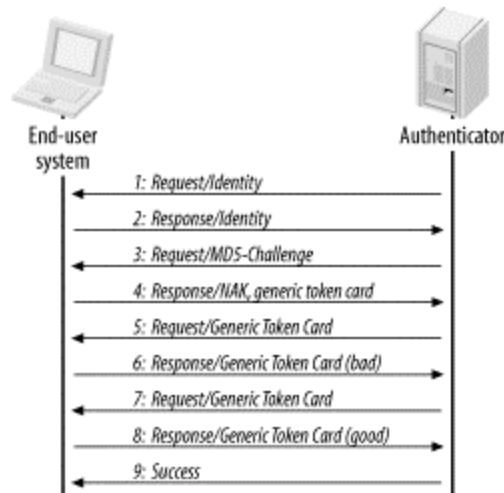 End-user
system
Authenticator
1: Request/Identity
2: Response/Identity
3: Request/MD5-Challenge
4: Response/NAK, generic token card
5: Request/Generic Token Card
6: Response/Generic Token Card (bad)
7: Request/Generic Token Card
8: Response/Generic Token Card (good)
9: Success